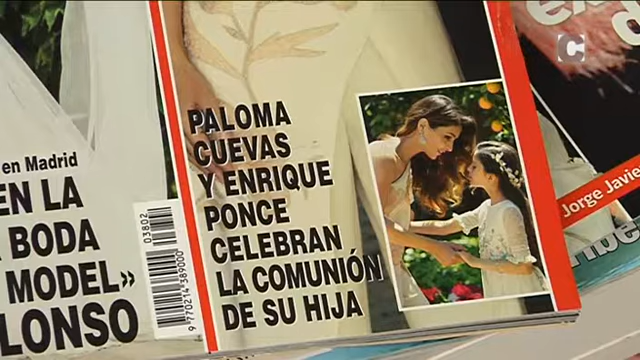 en Madrid
EN LA
BODA
MODEL»
LONSO
03802
9 770214 389000
PALOMA
CUEVAS
Y ENRIQUE
PONCE
CELEBRAN
LA COMUNIÓN
DE SU HIJA
C
Jorge Javie